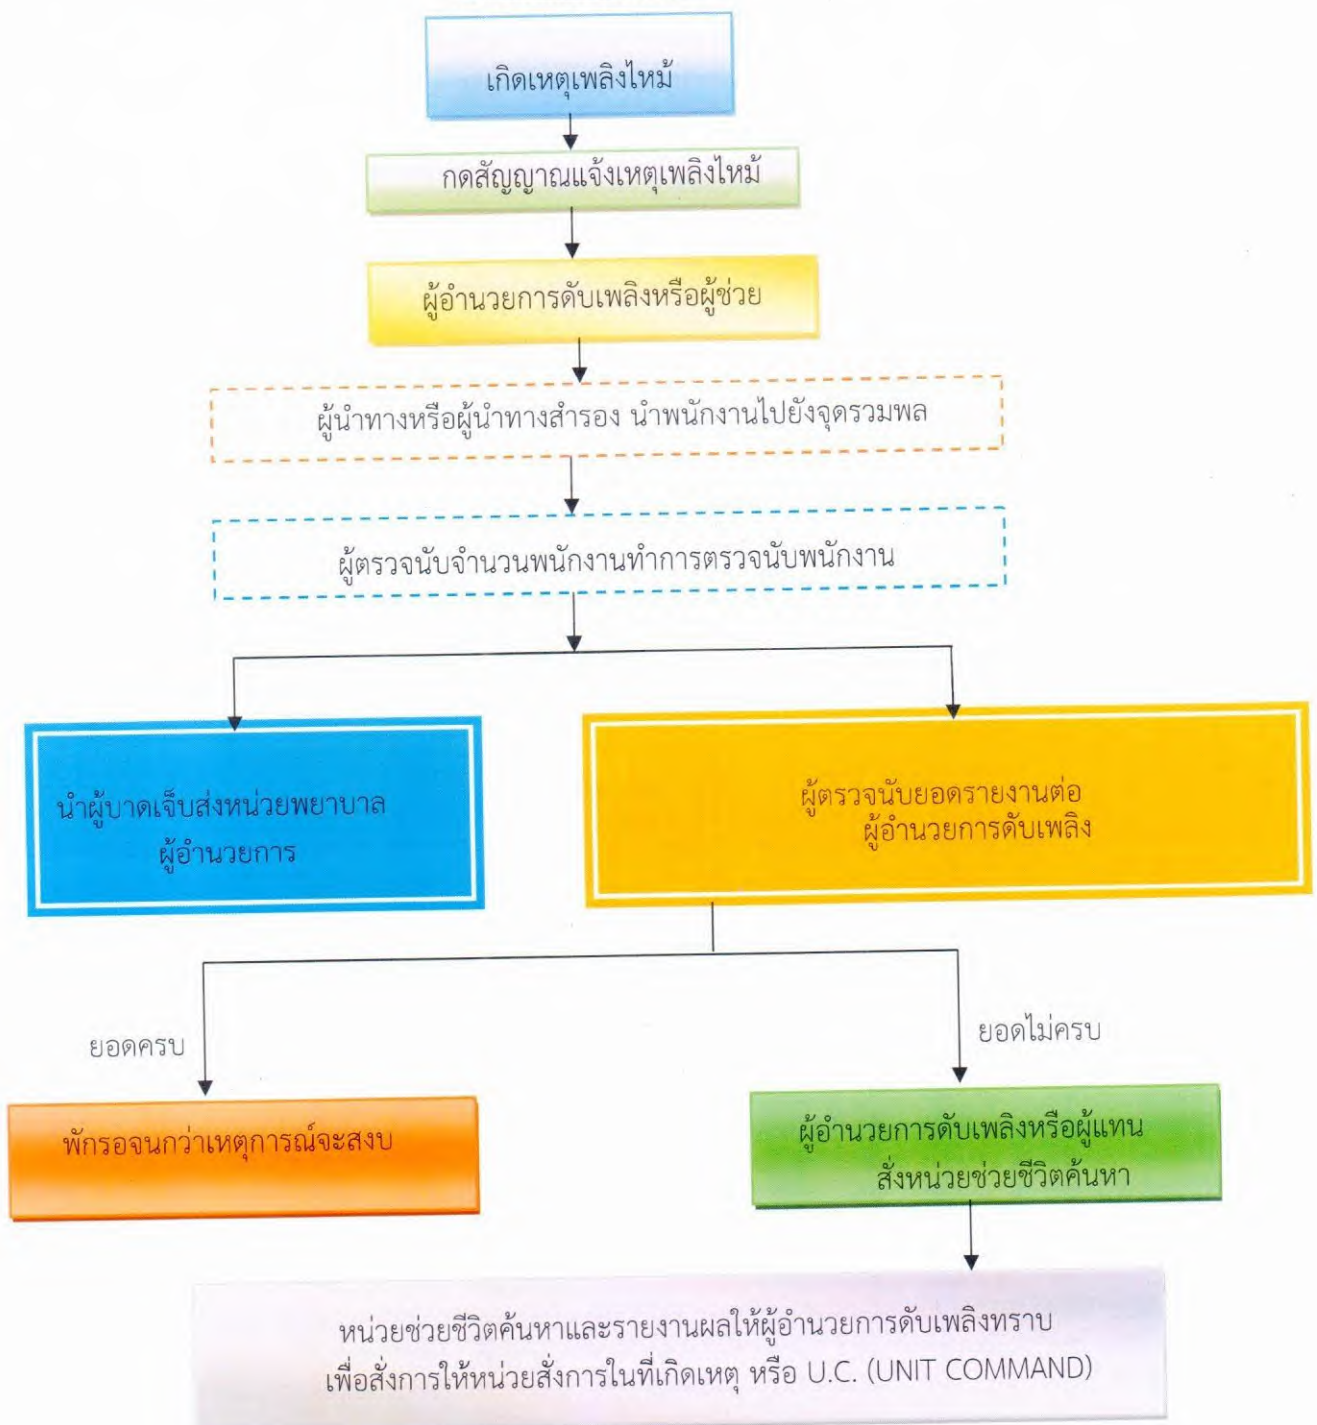 เกิดเหตุเพลิงไหม้
กดสัญญาณแจ้งเหตุเพลิงไหม้
ผู้อำนวยการดับเพลิงหรือผู้ช่วย
ผู้นำทางหรือผู้นำทางสำรอง นำพนักงานไปยังจุดรวมพล
ผู้ตรวจนับจำนวนพนักงานทำการตรวจนับพนักงาน
นำผู้บาดเจ็บส่งหน่วยพยาบาล
ผู้อำนวยการ
ผู้ตรวจนับยอดรายงานต่อ
ผู้อำนวยการดับเพลิง
ยอดครบ
ยอดไม่ครบ
พักรอจนกว่าเหตุการณ์จะสงบ
ผู้อำนวยการดับเพลิงหรือผู้แทน
สั่งหน่วยช่วยชีวิตค้นหา
หน่วยช่วยชีวิตค้นหาและรายงานผลให้ผู้อำนวยการดับเพลิงทราบ
เพื่อสั่งการให้หน่วยสั่งการในที่เกิดเหตุ หรือ U.C. (UNIT COMMAND)